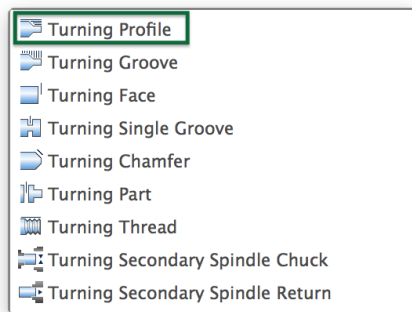 Turning Profile
Turning Groove
Turning Face
Turning Single Groove
Turning Chamfer
Turning Part
Turning Thread
Turning Secondary Spindle Chuck
Turning Secondary Spindle Return